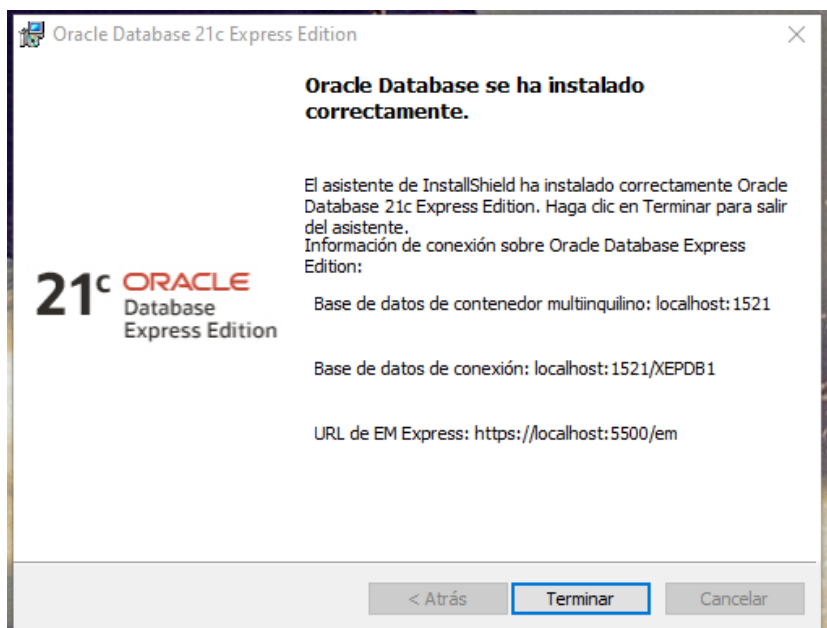 Oracle Database 21c Express Edition
Oracle Database se ha instalado
correctamente.
El asistente de InstallShield ha instalado correctamente Oracle
Database 21c Express Edition. Haga clic en Terminar para salir
del asistente.
Información de conexión sobre Oracle Database Express
Edition:
21c ORACLE
Database
Express Edition
Base de datos de contenedor multiinquilino: localhost:1521
Base de datos de conexión: localhost:1521/XEPDB1
URL de EM Express: https://localhost:5500/em
< Atrás
Terminar
Cancelar